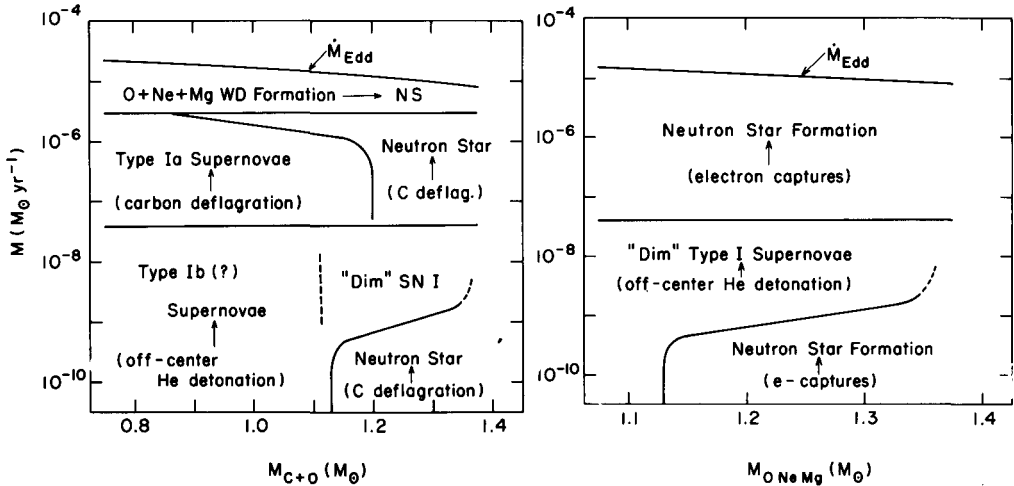 10⁻⁴
10⁻⁶
10⁻⁸
10⁻¹⁰
M (M⊙ yr⁻¹)
Ṁ_Edd
O+Ne+Mg WD Formation → NS
Type Ia Supernovae
(carbon deflagration)
Neutron Star
(C deflag.)
Type Ib (?)
Supernovae
(off-center
He detonation)
"Dim" SN I
Neutron Star
(C deflagration)
0.8 1.0 1.2 1.4
M_C+O (M⊙)
10⁻⁴
10⁻⁶
10⁻⁸
10⁻¹⁰
Ṁ_Edd
Neutron Star Formation
(electron captures)
"Dim" Type I Supernovae
(off-center He detonation)
Neutron Star Formation
(e-captures)
1.1 1.2 1.3 1.4
M_O Ne Mg (M⊙)